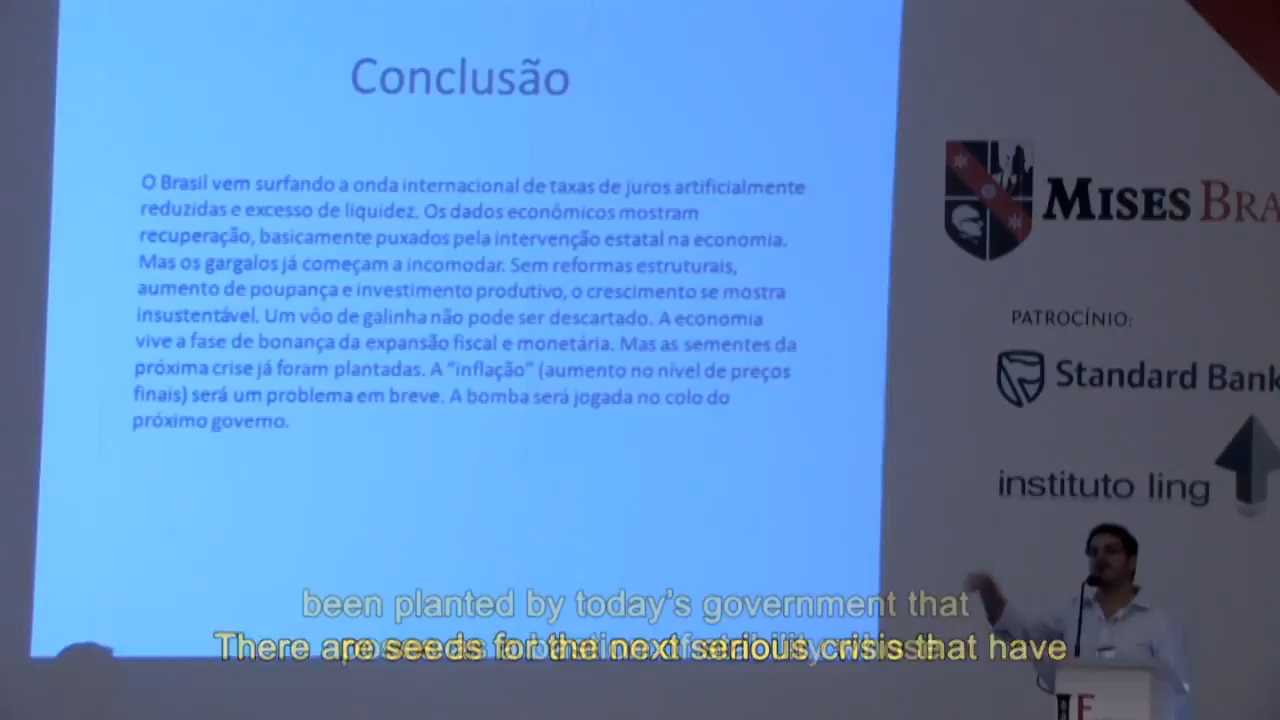 Conclusão
O Brasil vem surfando a onda internacional de taxas de juros artificialmente
reduzidas e excesso de liquidez. Os dados econômicos mostram
recuperação, basicamente puxados pela intervenção estatal na economia.
Mas os gargalos já começam a incomodar. Sem reformas estruturais,
aumento de poupança e investimento produtivo, o crescimento se mostra
insustentável. Um vôo de galinha não pode ser descartado. A economia
vive a fase de bonança da expansão fiscal e monetária. Mas as sementes da
próxima crise já foram plantadas. A "inflação" (aumento no nível de preços
finais) será um problema em breve. A bomba será jogada no colo do
próximo governo.
MISES BRA
PATROCÍNIO:
Standard Bank
instituto ling
been planted by today's government that
There are seeds for the next serious crisis that have